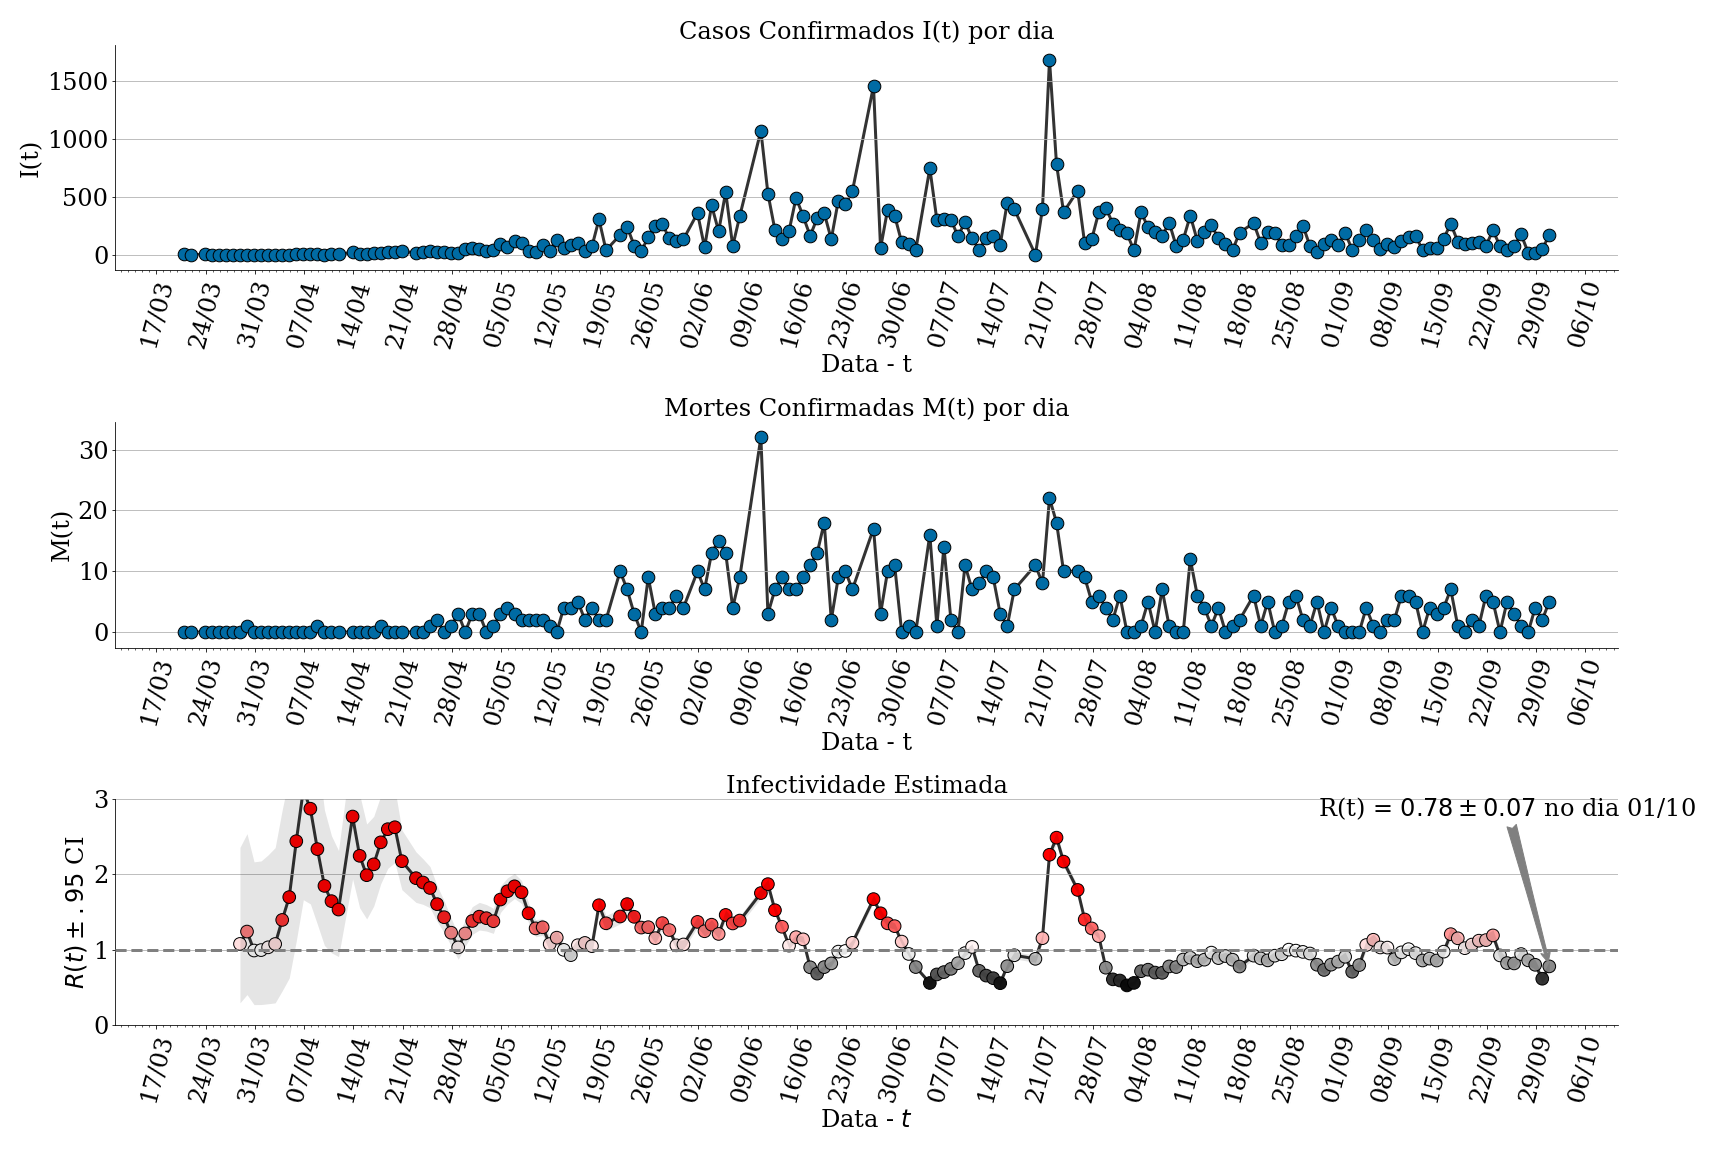 Casos Confirmados I(t) por dia
1500
1000
500
0
I(t)
17/03 24/03 31/03 07/04 14/04 21/04 28/04 05/05 12/05 19/05 26/05 02/06 09/06 16/06 23/06 30/06 07/07 14/07 21/07 28/07 04/08 11/08 18/08 25/08 01/09 08/09 15/09 22/09 29/09 06/10
Data - t
Mortes Confirmadas M(t) por dia
30
20
10
0
M(t)
17/03 24/03 31/03 07/04 14/04 21/04 28/04 05/05 12/05 19/05 26/05 02/06 09/06 16/06 23/06 30/06 07/07 14/07 21/07 28/07 04/08 11/08 18/08 25/08 01/09 08/09 15/09 22/09 29/09 06/10
Data - t
Infectividade Estimada
R(t) = 0.78 ± 0.07 no dia 01/10
3
2
1
0
R(t) ± .95 CI
17/03 24/03 31/03 07/04 14/04 21/04 28/04 05/05 12/05 19/05 26/05 02/06 09/06 16/06 23/06 30/06 07/07 14/07 21/07 28/07 04/08 11/08 18/08 25/08 01/09 08/09 15/09 22/09 29/09 06/10
Data - t